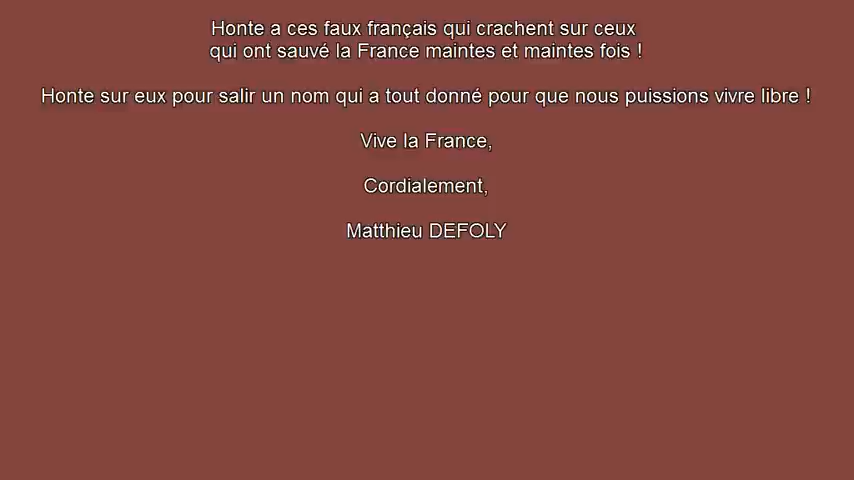 Honte a ces faux français qui crachent sur ceux
qui ont sauvé la France maintes et maintes fois !
Honte sur eux pour salir un nom qui a tout donné pour que nous puissions vivre libre !
Vive la France,
Cordialement,
Matthieu DEFOLY